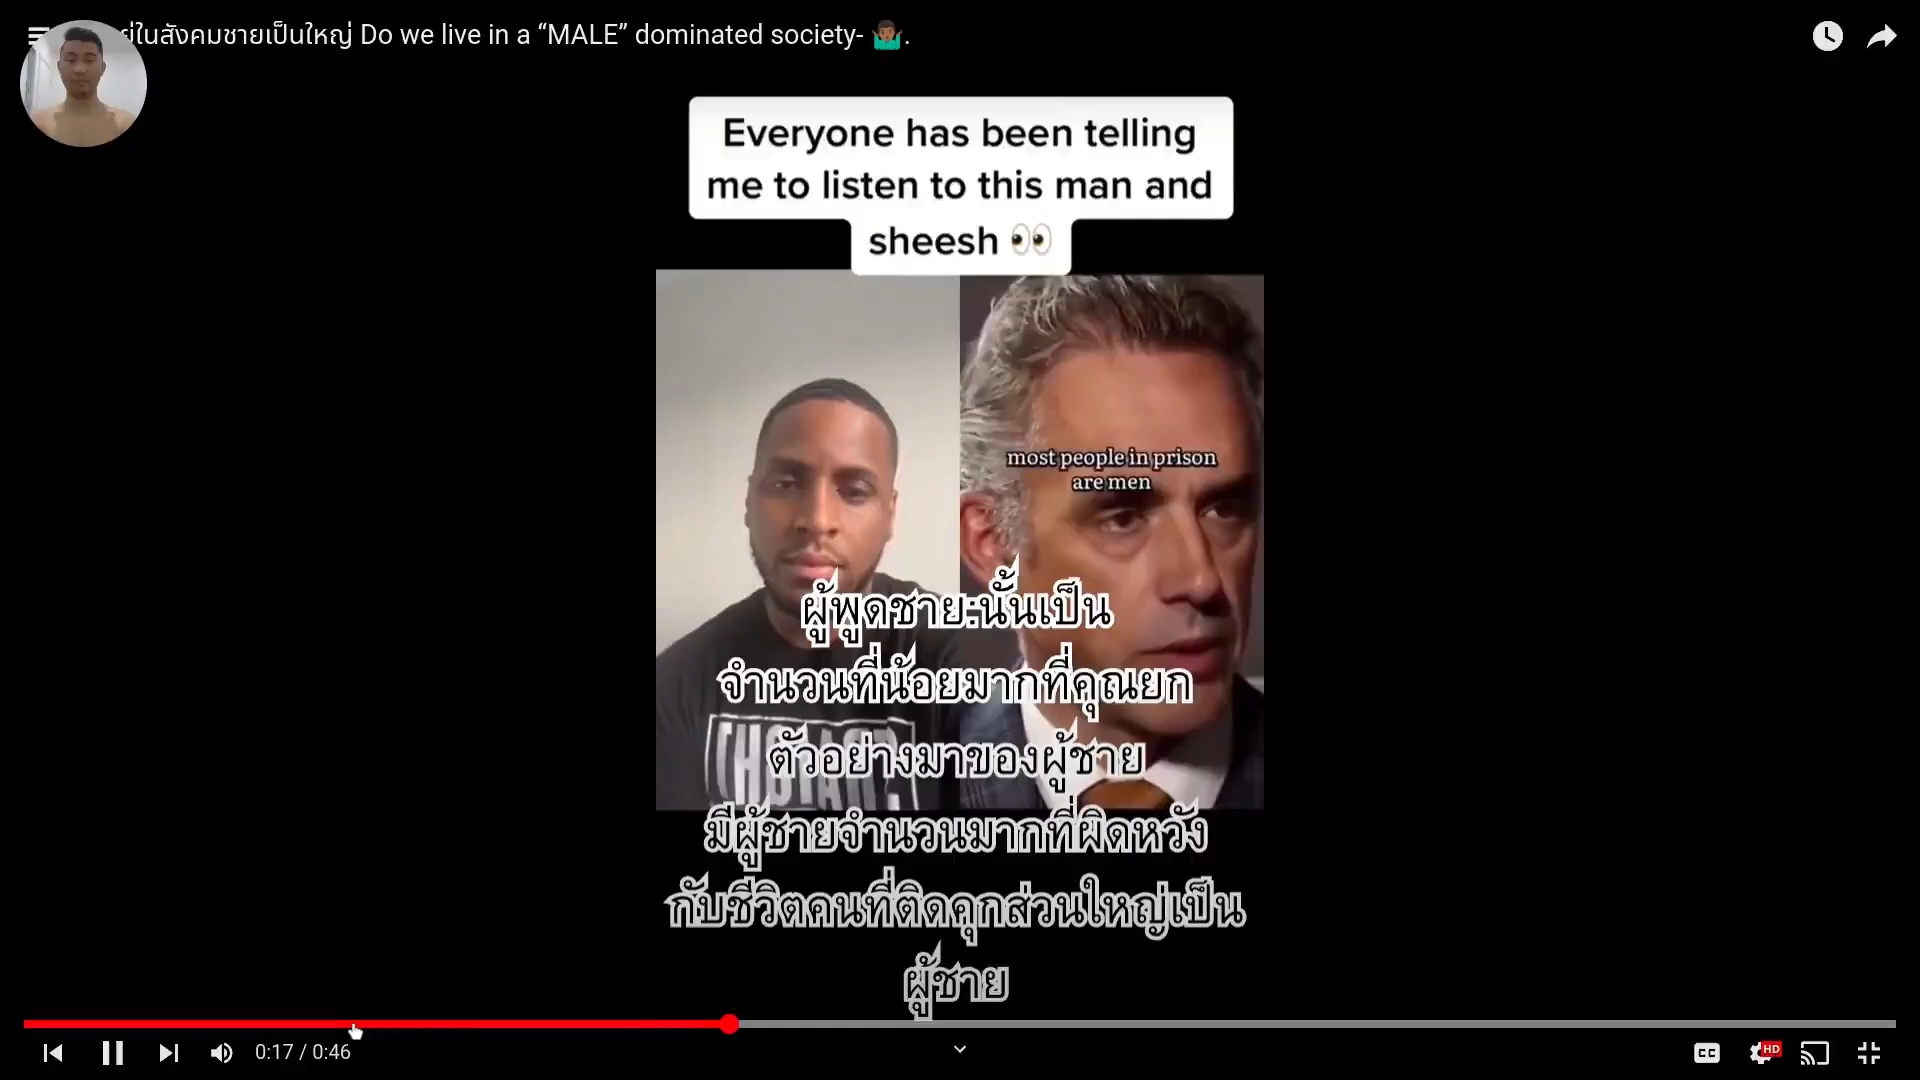 ยู่ในสังคมชายเป็นใหญ่ Do we live in a “MALE” dominated society- 🤷🏾‍♂️.
Everyone has been telling
me to listen to this man and
sheesh 👀
most people in prison
are men
ผู้พูดชาย:นั้นเป็น
จำนวนที่น้อยมากที่คุณยก
ตัวอย่างมาของผู้ชาย
มีผู้ชายจำนวนมากที่ผิดหวัง
กับชีวิตคนที่ติดคุกส่วนใหญ่เป็น
ผู้ชาย
0:17 / 0:46
CC
HD